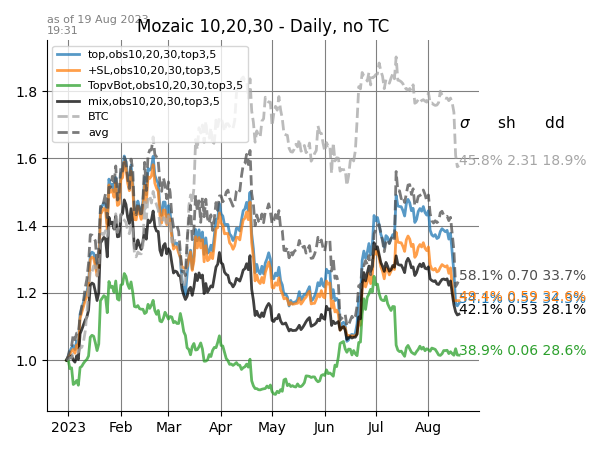 as of 19 Aug 2023
19:31
Mozaic 10,20,30 - Daily, no TC
top,obs10,20,30,top3,5
+SL,obs10,20,30,top3,5
TopvBot,obs10,20,30,top3,5
mix,obs10,20,30,top3,5
BTC
avg
σ sh dd
45.8% 2.31 18.9%
58.1% 0.70 33.7%
42.1% 0.53 28.1%
38.9% 0.06 28.6%
1.8
1.6
1.4
1.2
1.0
2023 Feb Mar Apr May Jun Jul Aug